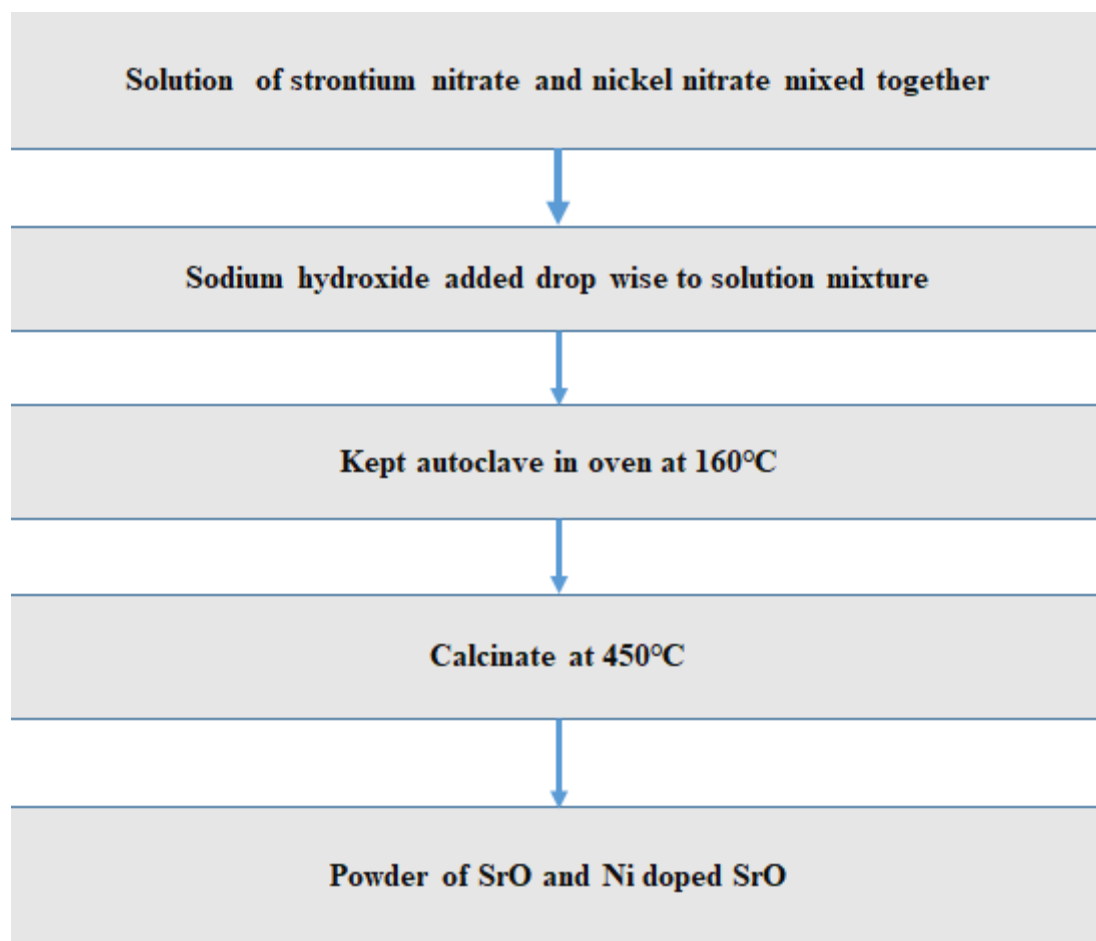 Solution of strontium nitrate and nickel nitrate mixed together
Sodium hydroxide added drop wise to solution mixture
Kept autoclave in oven at 160°C
Calcinate at 450°C
Powder of SrO and Ni doped SrO